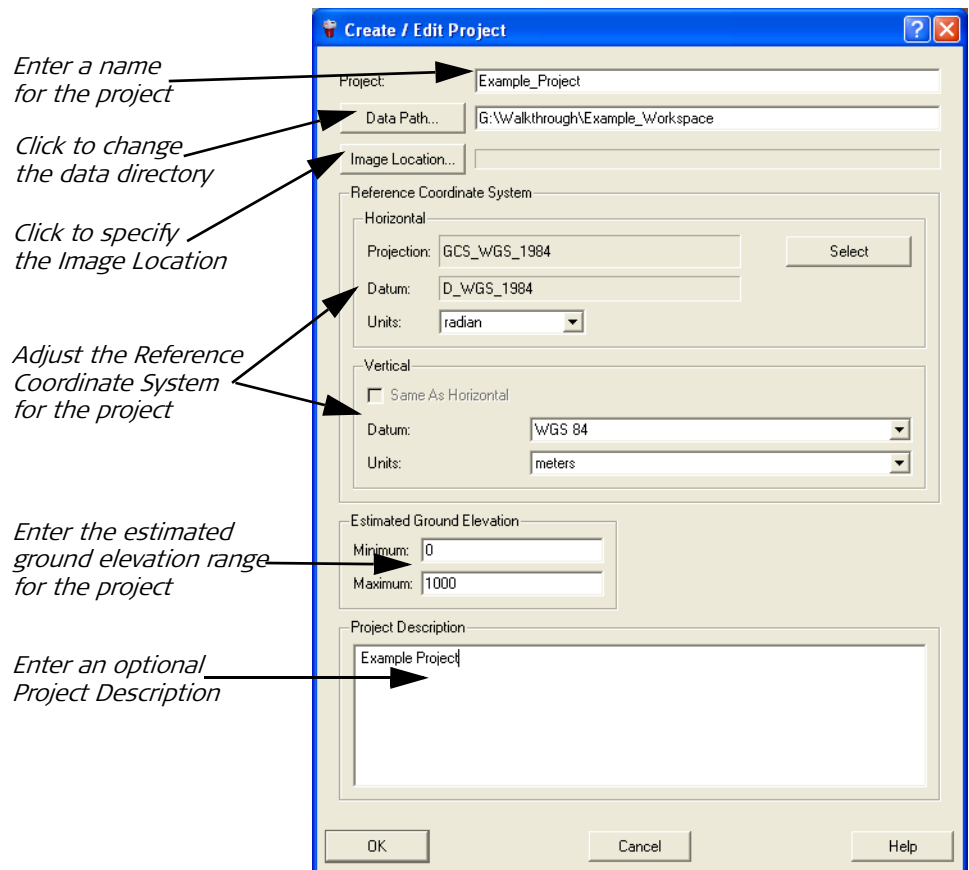 Create / Edit Project
Enter a name
for the project
Project:
Example_Project
Data Path...
G:\Walkthrough\Example_Workspace
Click to change
the data directory
Image Location...
Reference Coordinate System
Horizontal
Click to specify
the Image Location
Projection:
GCS_WGS_1984
Select
Datum:
D_WGS_1984
Units:
radian
Adjust the Reference
Coordinate System
for the project
Vertical
Same As Horizontal
Datum:
WGS 84
Units:
meters
Enter the estimated
ground elevation range
for the project
Estimated Ground Elevation
Minimum:
0
Maximum:
1000
Project Description
Example Project
Enter an optional
Project Description
OK
Cancel
Help